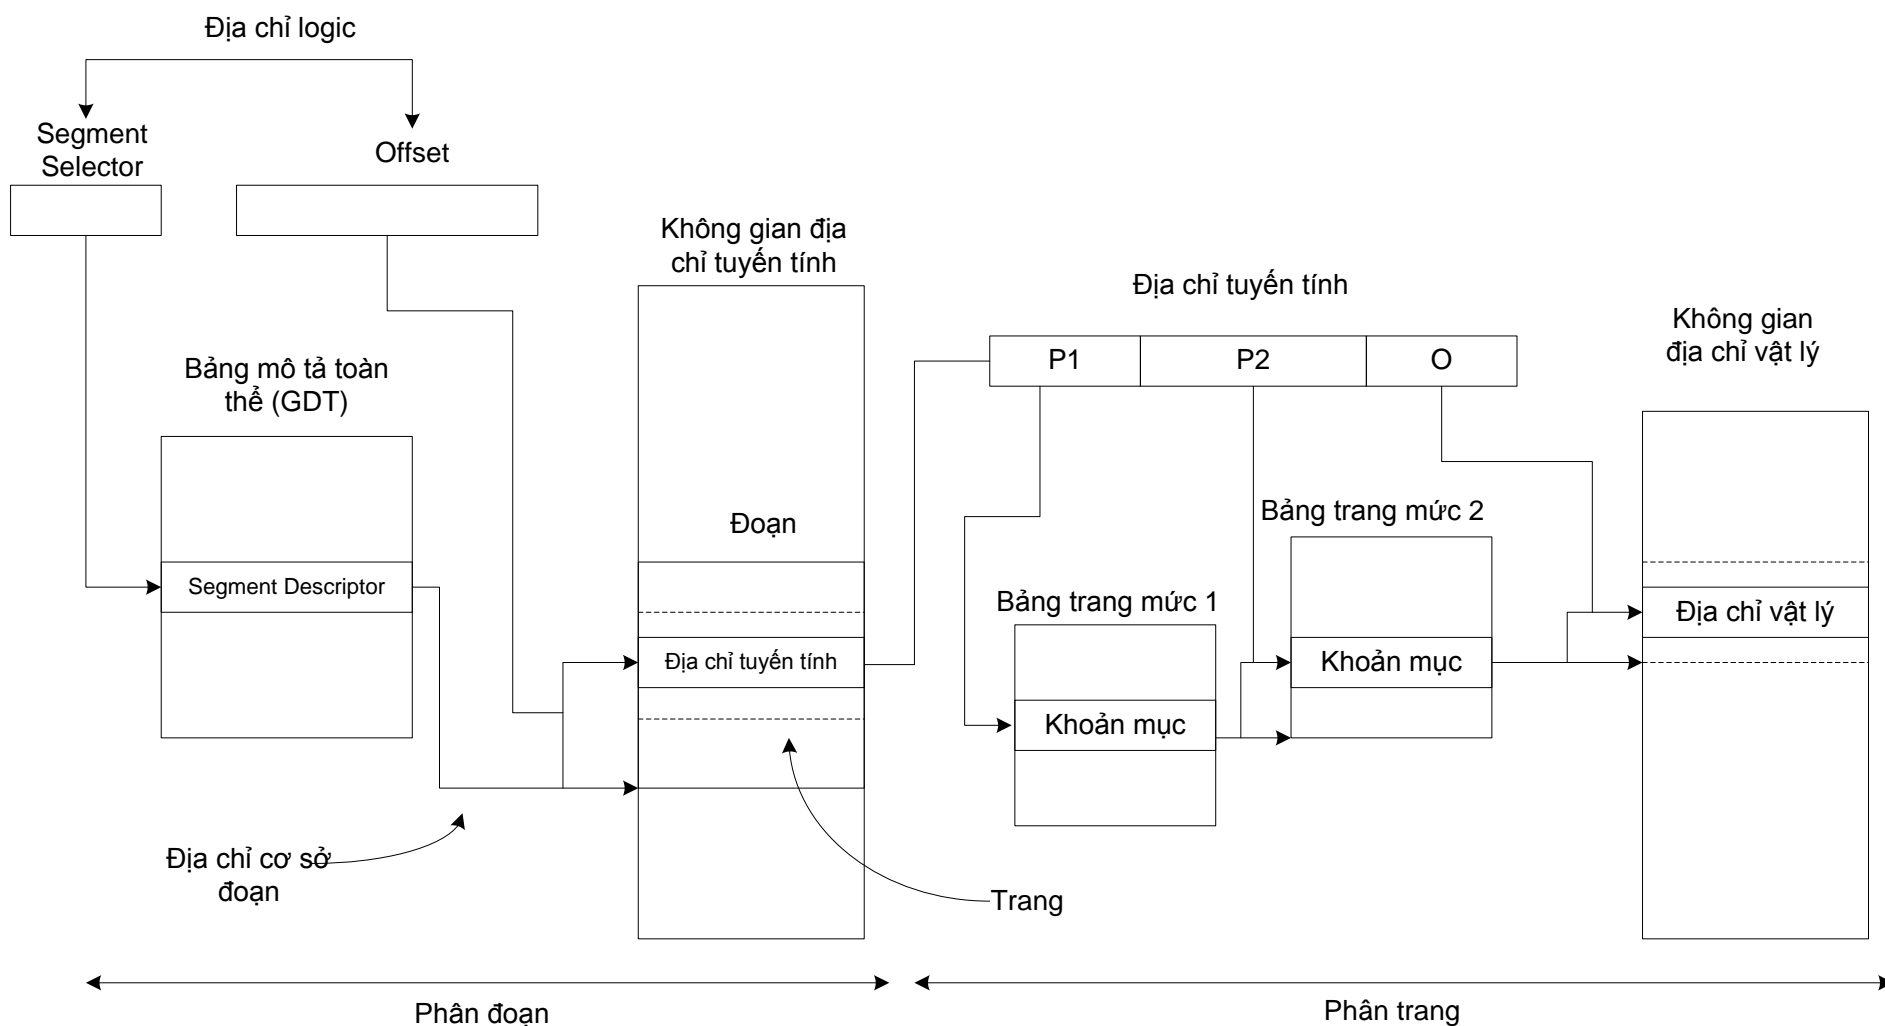 Địa chỉ logic
Segment
Selector
Offset
Không gian địa
chỉ tuyến tính
Địa chỉ tuyến tính
Không gian
địa chỉ vật lý
P1
P2
O
Bảng mô tả toàn
thể (GDT)
Đoạn
Bảng trang mức 2
Segment Descriptor
Bảng trang mức 1
Địa chỉ vật lý
Địa chỉ tuyến tính
Khoản mục
Khoản mục
Địa chỉ cơ sở
đoạn
Trang
Phân đoạn
Phân trang